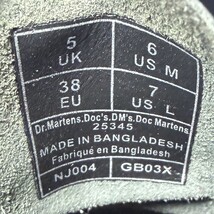 5 6
UK US M
38 7
EU US L
Dr.Martens.Doc's.DM's.Doc Martens.
25345
MADE IN BANGLADESH
Fabriqué en Bangladesh
NJ004 GB03X